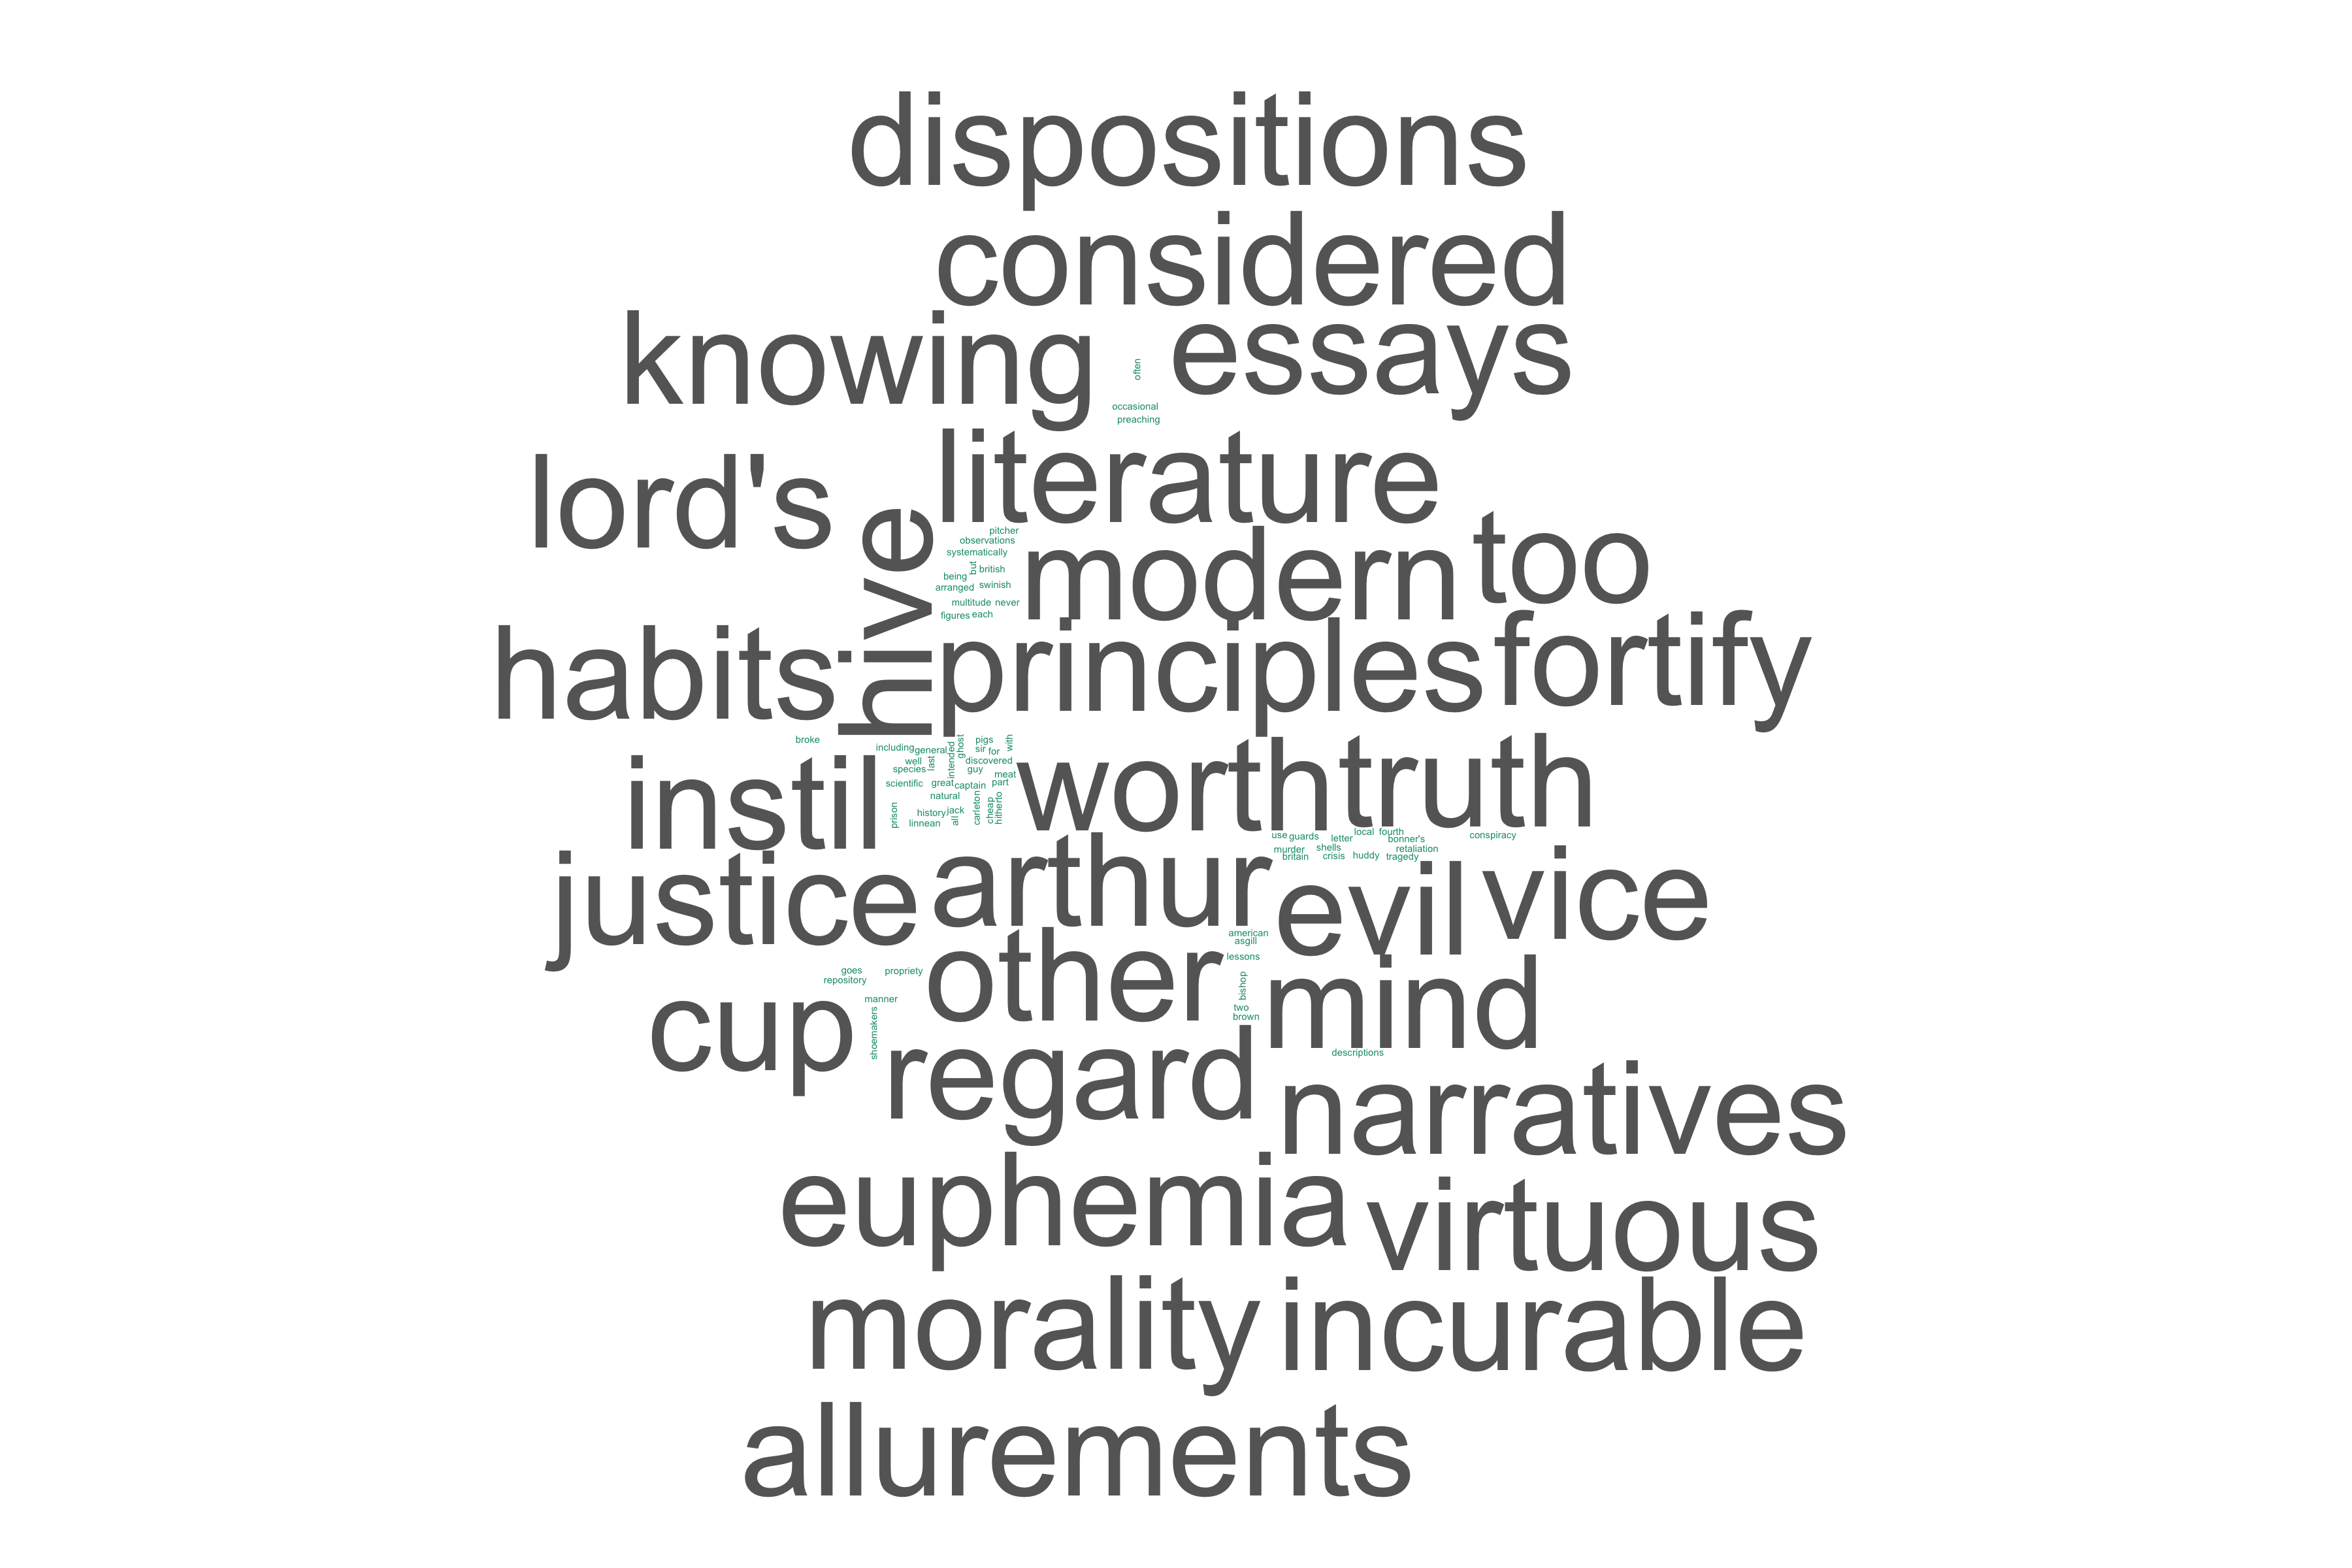 dispositions
considered
knowing
essays
often
occasional
preaching
literature
lord's
hive
pitcher
observations
systematically
but
british
being
arranged
swinish
multitude never
figures each
modern
too
habits
principles
fortify
broke
including
general
intended
ghost
pigs
sir for
with
well
last
discovered
species
guy
meat
scientific
great
captain
part
natural
prison
history
jack
all
carleton
cheap
hitherto
linnean
instil
worth
truth
use guards
letter
local fourth
bonner's
conspiracy
murder
shells
retaliation
britain
crisis
huddy
tragedy
justice
arthur
evil
vice
american
asgill
lessons
bishop
two
brown
goes
repository
propriety
manner
shoemakers
other
mind
cup
descriptions
regard
narratives
euphemia
virtuous
morality
incurable
allurements